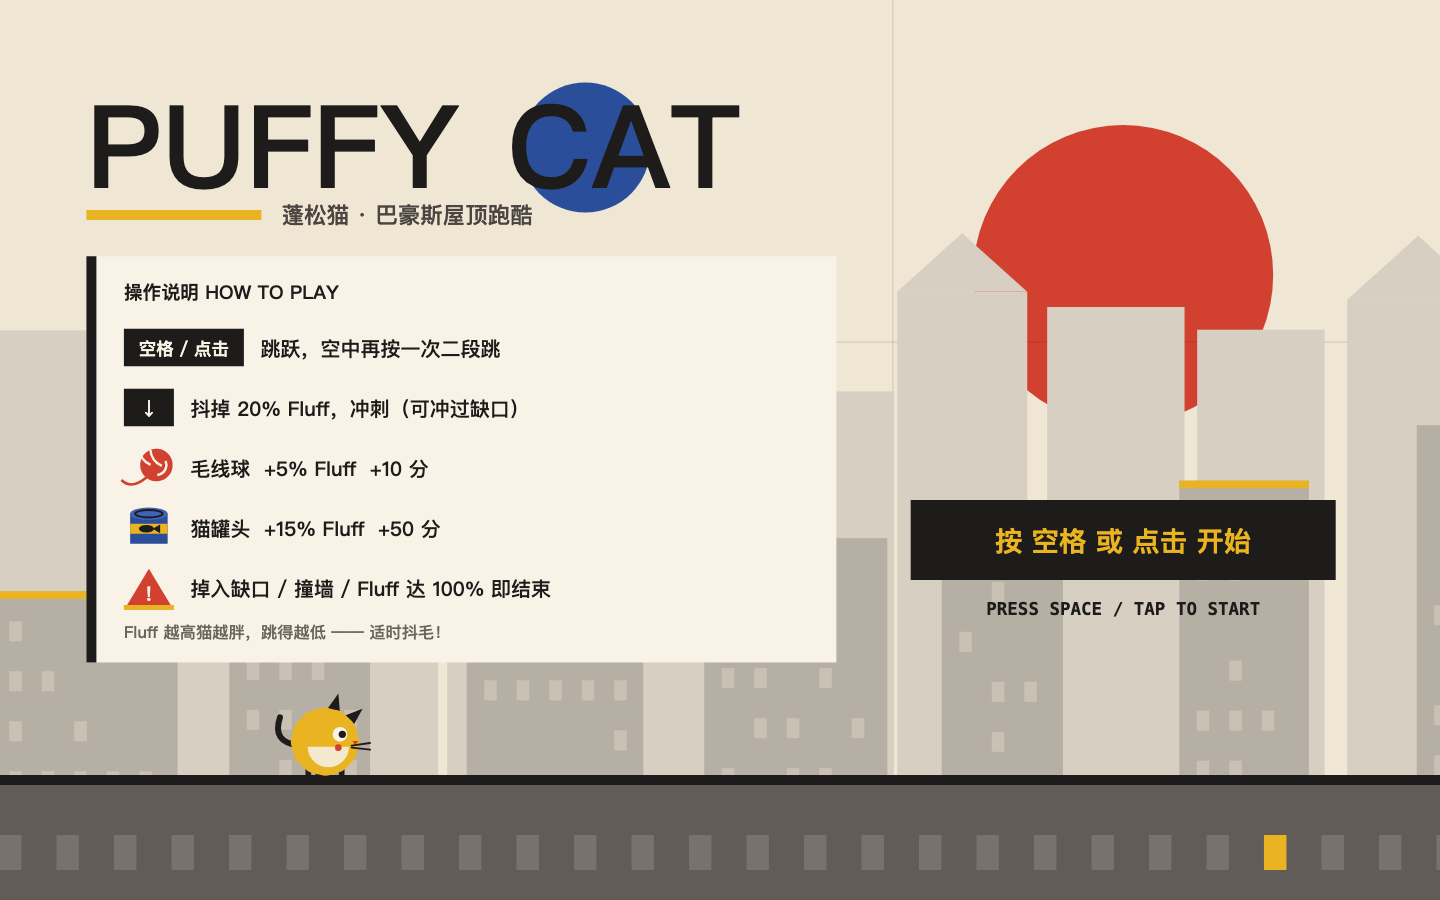 PUFFY CAT
蓬松猫 · 巴豪斯屋顶跑酷
操作说明 HOW TO PLAY
空格 / 点击 跳跃，空中再按一次二段跳
↓ 抖掉 20% Fluff，冲刺（可冲过缺口）
毛线球 +5% Fluff +10 分
猫罐头 +15% Fluff +50 分
! 掉入缺口 / 撞墙 / Fluff 达 100% 即结束
Fluff 越高猫越胖，跳得越低 —— 适时抖毛！
按 空格 或 点击 开始
PRESS SPACE / TAP TO START